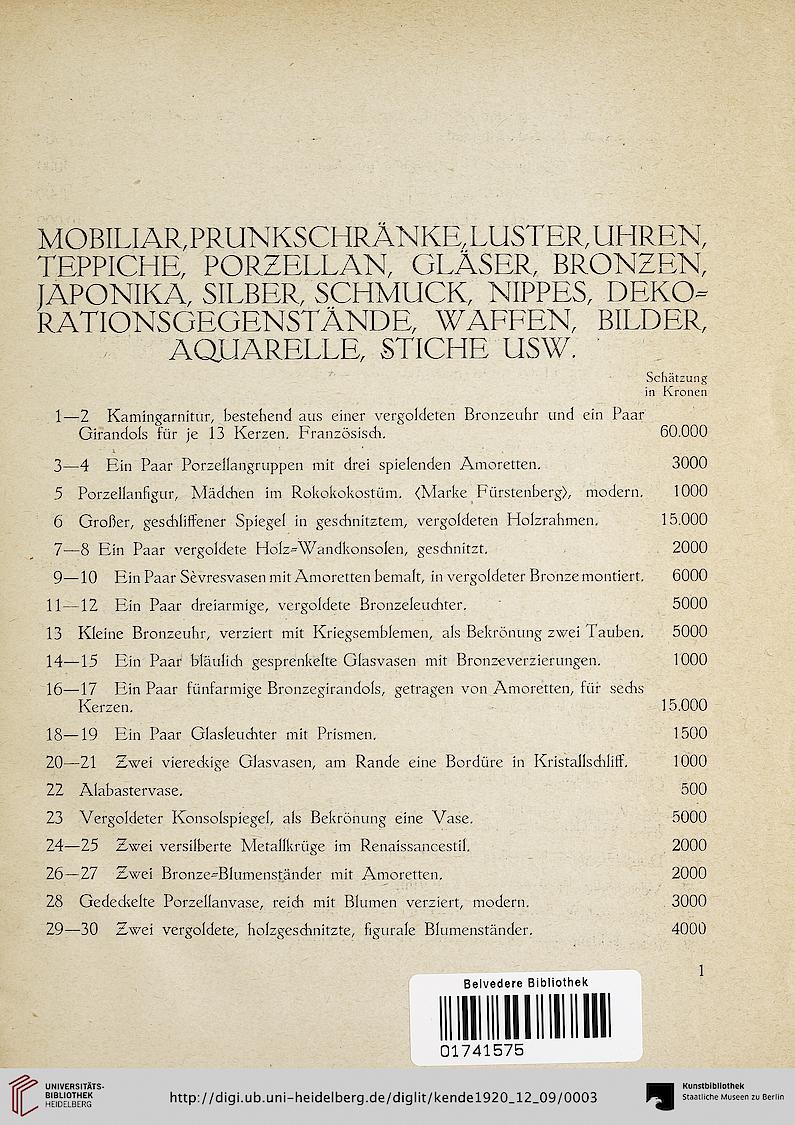 MOBILIAR, PRUNKSCHRÄNKE, LUSTER, UHREN,
TEPPICHE, PORZELLAN, GLÄSER, BRONZEN,
JAPONIKA, SILBER, SCHMUCK, NIPPES, DEKO=
RATIONSGEGENSTÄNDE, WAFFEN, BILDER,
AQUARELLE, STICHE USW.
Schätzung
in Kronen
1—2 Kamingarnitur, bestehend aus einer vergoldeten Bronzeuhr und ein Paar
Girandols für je 13 Kerzen. Französisch. 60.000
3—4 Ein Paar Porzellangruppen mit drei spielenden Amoretten. 3000
5 Porzellanfigur, Mädchen im Rokokokostüm. (Marke Fürstenberg), modern. 1000
6 Großer, geschliffener Spiegel in geschnitztem, vergoldeten Holzrahmen. 15.000
7—8 Ein Paar vergoldete Holz=Wandkonsolen, geschnitzt. 2000
9—10 Ein Paar Sèvresvasen mit Amoretten bemalt, in vergoldeter Bronze montiert. 6000
11—12 Ein Paar dreiarmige, vergoldete Bronzeleuchter. 5000
13 Kleine Bronzeuhr, verziert mit Kriegsemblemen, als Bekrönung zwei Tauben. 5000
14—15 Ein Paar bläulich gesprenkelte Glasvasen mit Bronzeverzierungen. 1000
16—17 Ein Paar fünfarmige Bronzegirandols, getragen von Amoretten, für sechs
Kerzen. 15.000
18—19 Ein Paar Glasleuchter mit Prismen. 1500
20—21 Zwei viereckige Glasvasen, am Rande eine Bordüre in Kristallschliff. 1000
22 Alabastervase. 500
23 Vergoldeter Konsolspiegel, als Bekrönung eine Vase. 5000
24—25 Zwei versilberte Metallkrüge im Renaissancestil. 2000
26—27 Zwei Bronze=Blumenständer mit Amoretten. 2000
28 Gedeckelte Porzellanvase, reich mit Blumen verziert, modern. 3000
29—30 Zwei vergoldete, holzgeschnitzte, figurale Blumenständer. 4000
1
Belvedere Bibliothek
01741575
UNIVERSITÄTS-
BIBLIOTHEK
HEIDELBERG
http://digi.ub.uni-heidelberg.de/diglit/kende1920_12_09/0003
Kunstbibliothek
Staatliche Museen zu Berlin